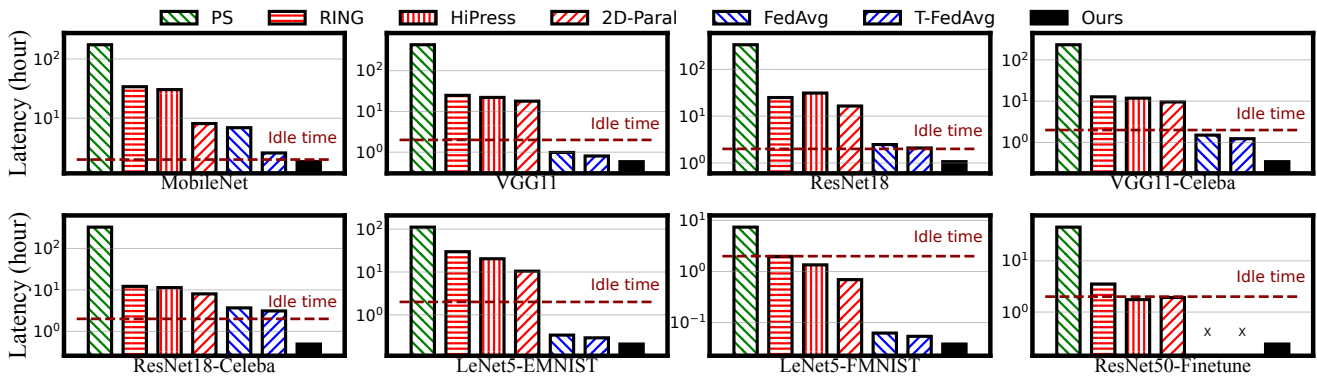 PS RING HiPress 2D-Paral FedAvg T-FedAvg Ours
Latency (hour)
10² 10¹ Idle time MobileNet
10² 10¹ 10⁰ Idle time VGG11
10² 10¹ 10⁰ Idle time ResNet18
10² 10¹ 10⁰ Idle time VGG11-Celeba
Latency (hour)
10² 10¹ 10⁰ Idle time ResNet18-Celeba
10² 10¹ 10⁰ Idle time LeNet5-EMNIST
10¹ 10⁰ 10⁻¹ Idle time LeNet5-FMNIST
10¹ 10⁰ Idle time x x ResNet50-Finetune